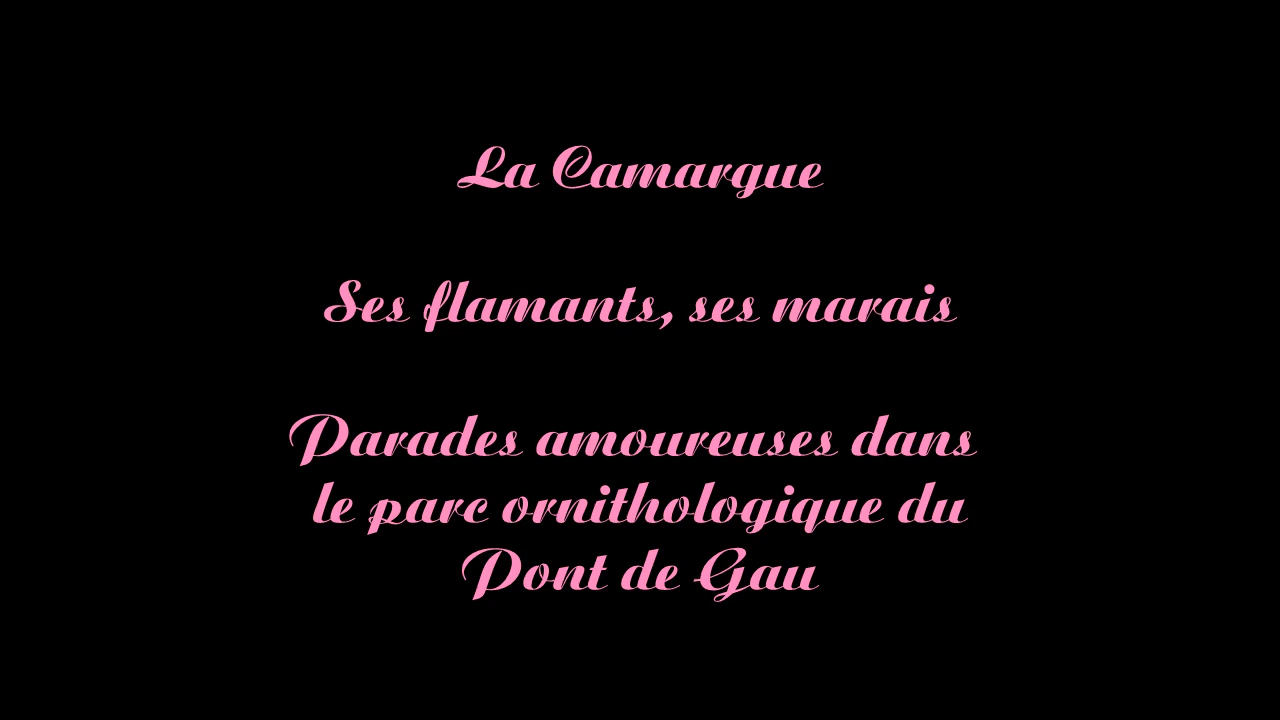 La Camargue
Ses flamants, ses marais
Parades amoureuses dans
le parc ornithologique du
Pont de Gau